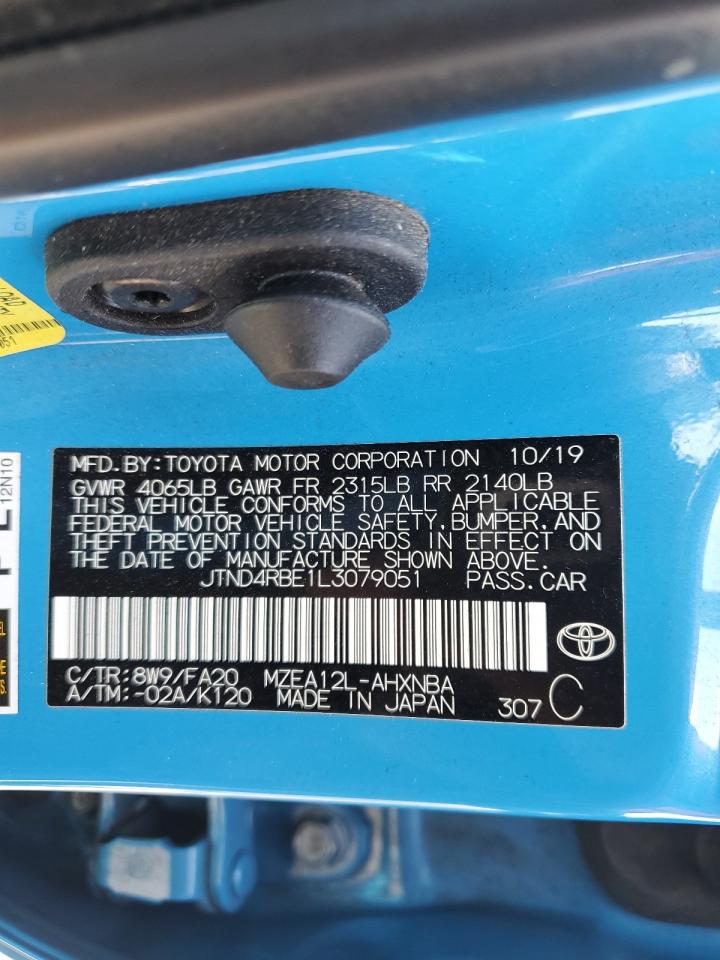 051
12N10
MFD. BY: TOYOTA MOTOR CORPORATION 10/19
GVWR 4065LB GAWR FR 2315LB RR 2140LB
THIS VEHICLE CONFORMS TO ALL APPLICABLE
FEDERAL MOTOR VEHICLE SAFETY, BUMPER, AND
THEFT PREVENTION STANDARDS IN EFFECT ON
THE DATE OF MANUFACTURE SHOWN ABOVE.
JTND4RBE1L3079051 PASS. CAR
C/TR: 8W9/FA20 MZEA12L-AHXNBA
A/TM: -02A/K120 MADE IN JAPAN 307 C